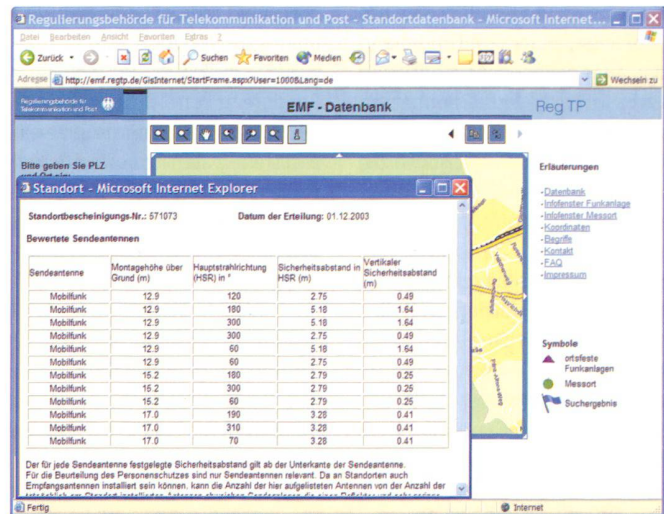 Regulierungsbehörde für Telekommunikation und Post - Standortdatenbank - Microsoft Internet...
Datei Bearbeiten Ansicht Favoriten Extras ?
Zurück Suchen Favoriten Medien
Adresse http://emf.regtp.de/GisInternet/StartFrame.aspx?User=1000&Lang=de Wechseln zu
Regulierungsbehörde für
Telekommunikation und Post
EMF - Datenbank
Reg TP
Bitte geben Sie PLZ
und Ort ein:
Standort - Microsoft Internet Explorer
Standortbescheinigungs-Nr.: 571073 Datum der Erteilung: 01.12.2003
Bewertete Sendeantennen
Sendeantenne Montagehöhe über Grund (m) Hauptstrahlrichtung (HSR) in ° Sicherheitsabstand in HSR (m) Vertikaler Sicherheitsabstand (m)
Mobilfunk 12.9 120 2.75 0.49
Mobilfunk 12.9 180 5.18 1.64
Mobilfunk 12.9 300 5.18 1.64
Mobilfunk 12.9 300 2.75 0.49
Mobilfunk 12.9 60 5.18 1.64
Mobilfunk 12.9 60 2.75 0.49
Mobilfunk 15.2 180 2.79 0.25
Mobilfunk 15.2 300 2.79 0.25
Mobilfunk 15.2 60 2.79 0.25
Mobilfunk 17.0 190 3.28 0.41
Mobilfunk 17.0 310 3.28 0.41
Mobilfunk 17.0 70 3.28 0.41
Der für jede Sendeantenne festgelegte Sicherheitsabstand gilt ab der Unterkante der Sendeantenne.
Für die Beurteilung des Personenschutzes sind nur Sendeantennen relevant. Da an Standorten auch
Empfangsantennen installiert sein können, kann die Anzahl der hier aufgelisteten Antennen von der Anzahl der
Erläuterungen
-Datenbank
-Infofenster Funkanlage
-Infofenster Messort
-Koordinaten
-Begriffe
-Kontakt
-FAQ
-Impressum
Symbole
ortsfeste
Funkanlagen
Messort
Suchergebnis
Fertig Internet